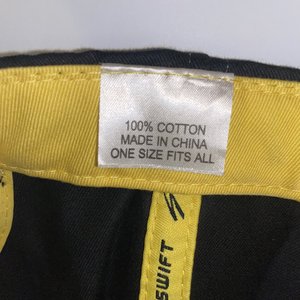 100% COTTON
MADE IN CHINA
ONE SIZE FITS ALL
SWIFT